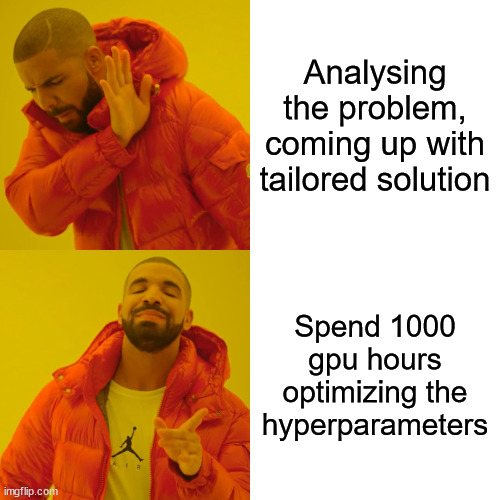 Analysing
the problem,
coming up with
tailored solution
Spend 1000
gpu hours
optimizing the
hyperparameters
imgflip.com